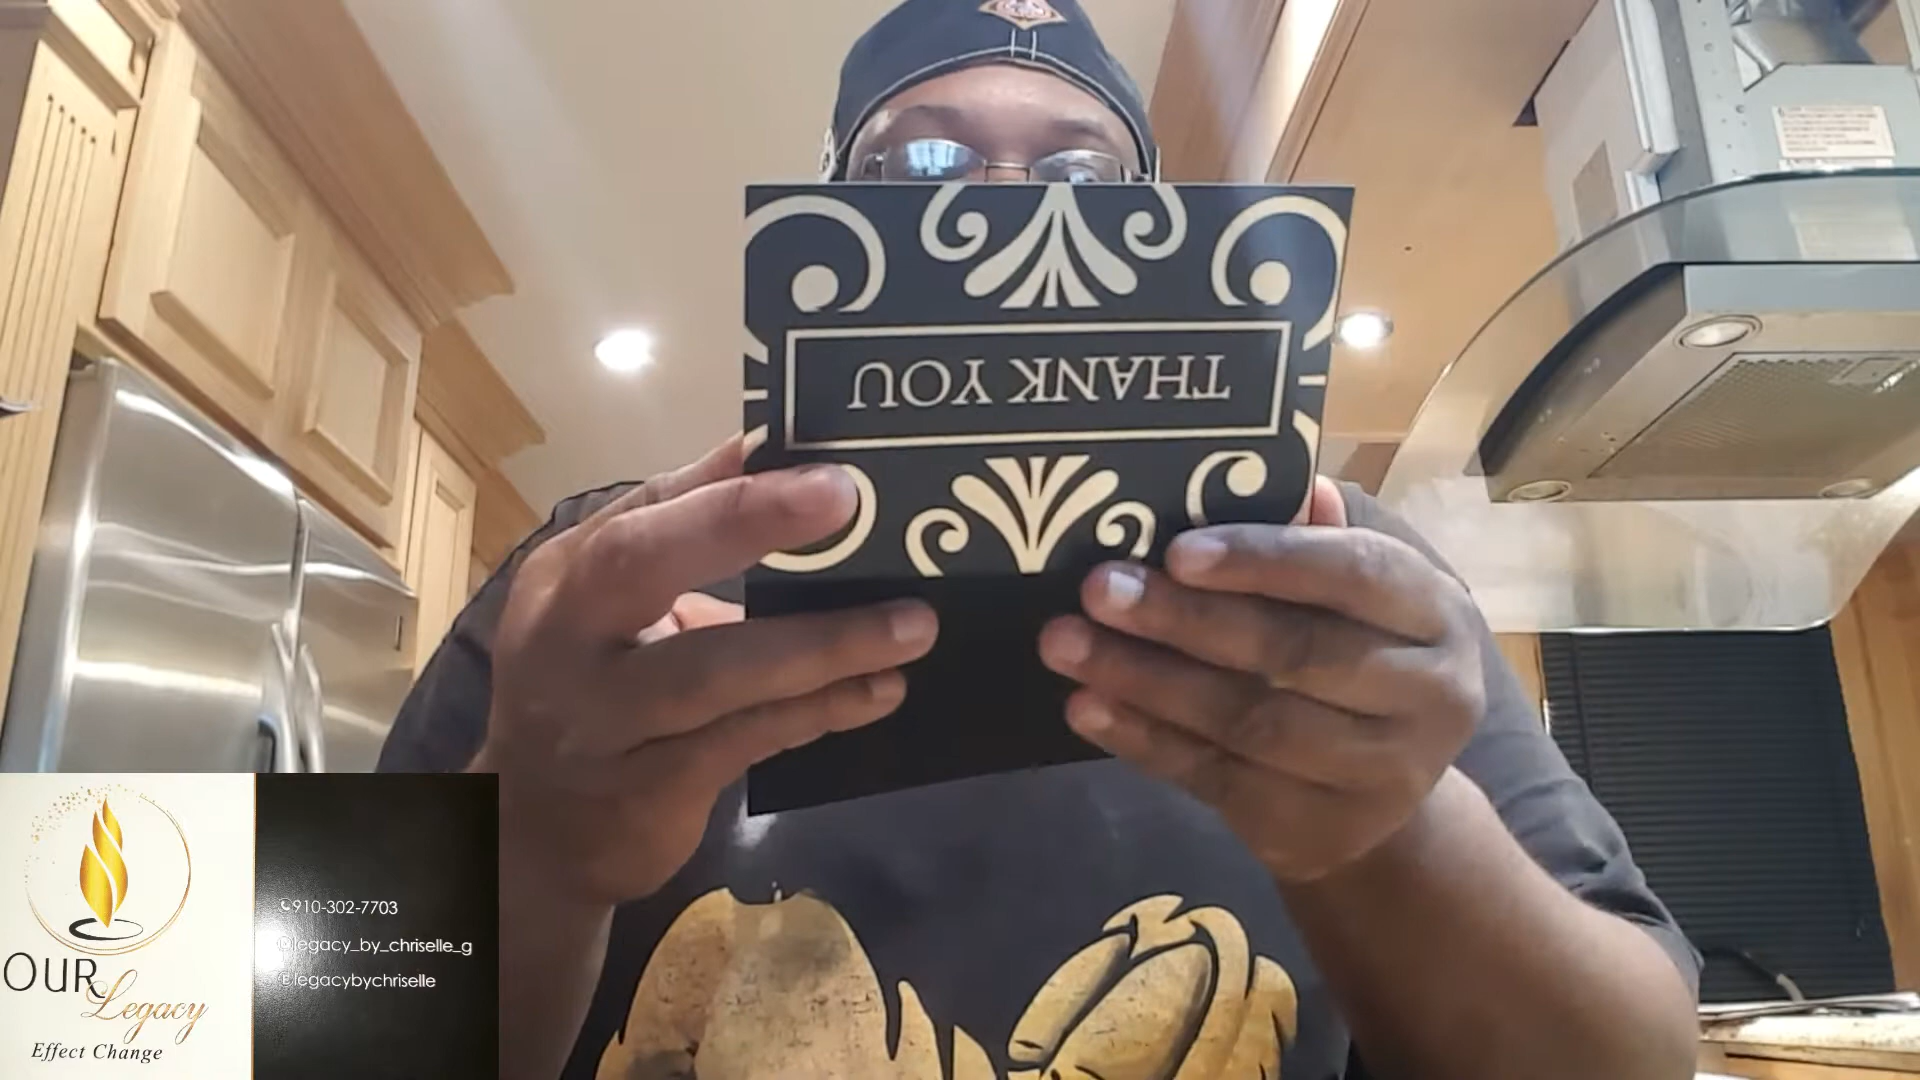 THANK YOU
OUR
Legacy
Effect Change
910-302-7703
legacy_by_chriselle_g
legacybychriselle